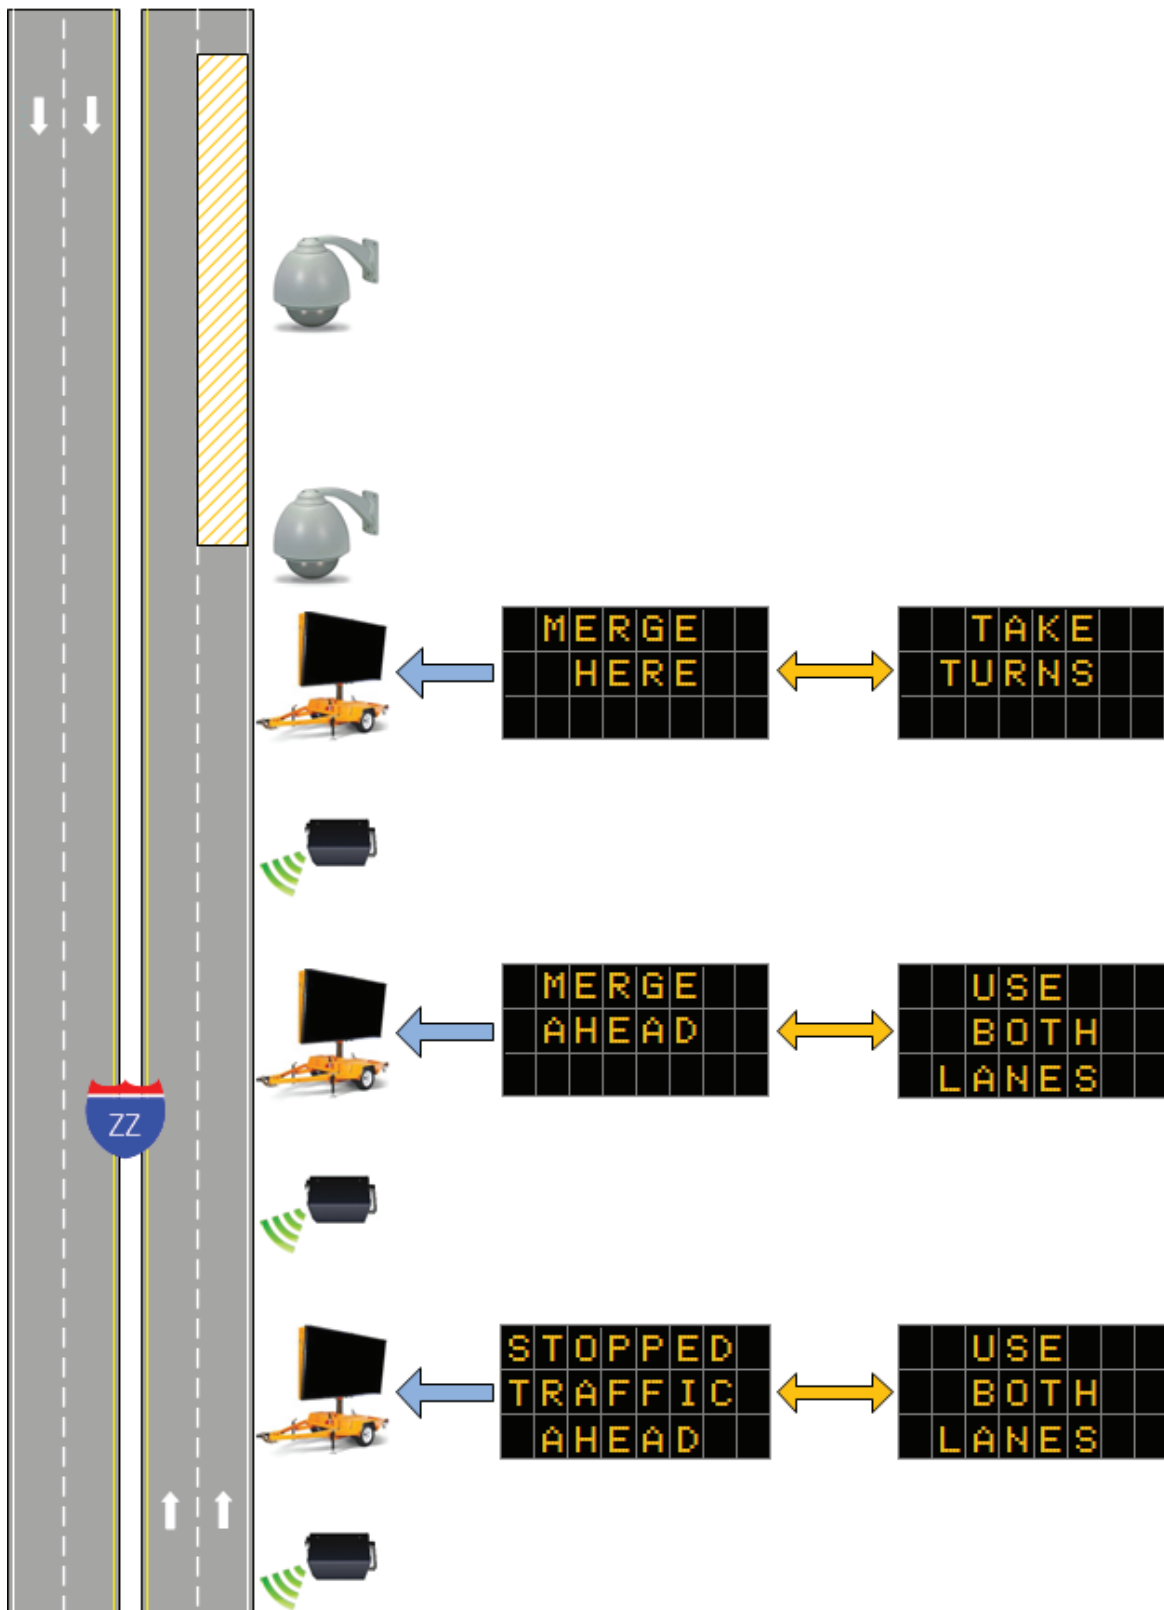 MERGE
HERE
TAKE
TURNS
MERGE
AHEAD
USE
BOTH
LANES
ZZ
STOPPED
TRAFFIC
AHEAD
USE
BOTH
LANES